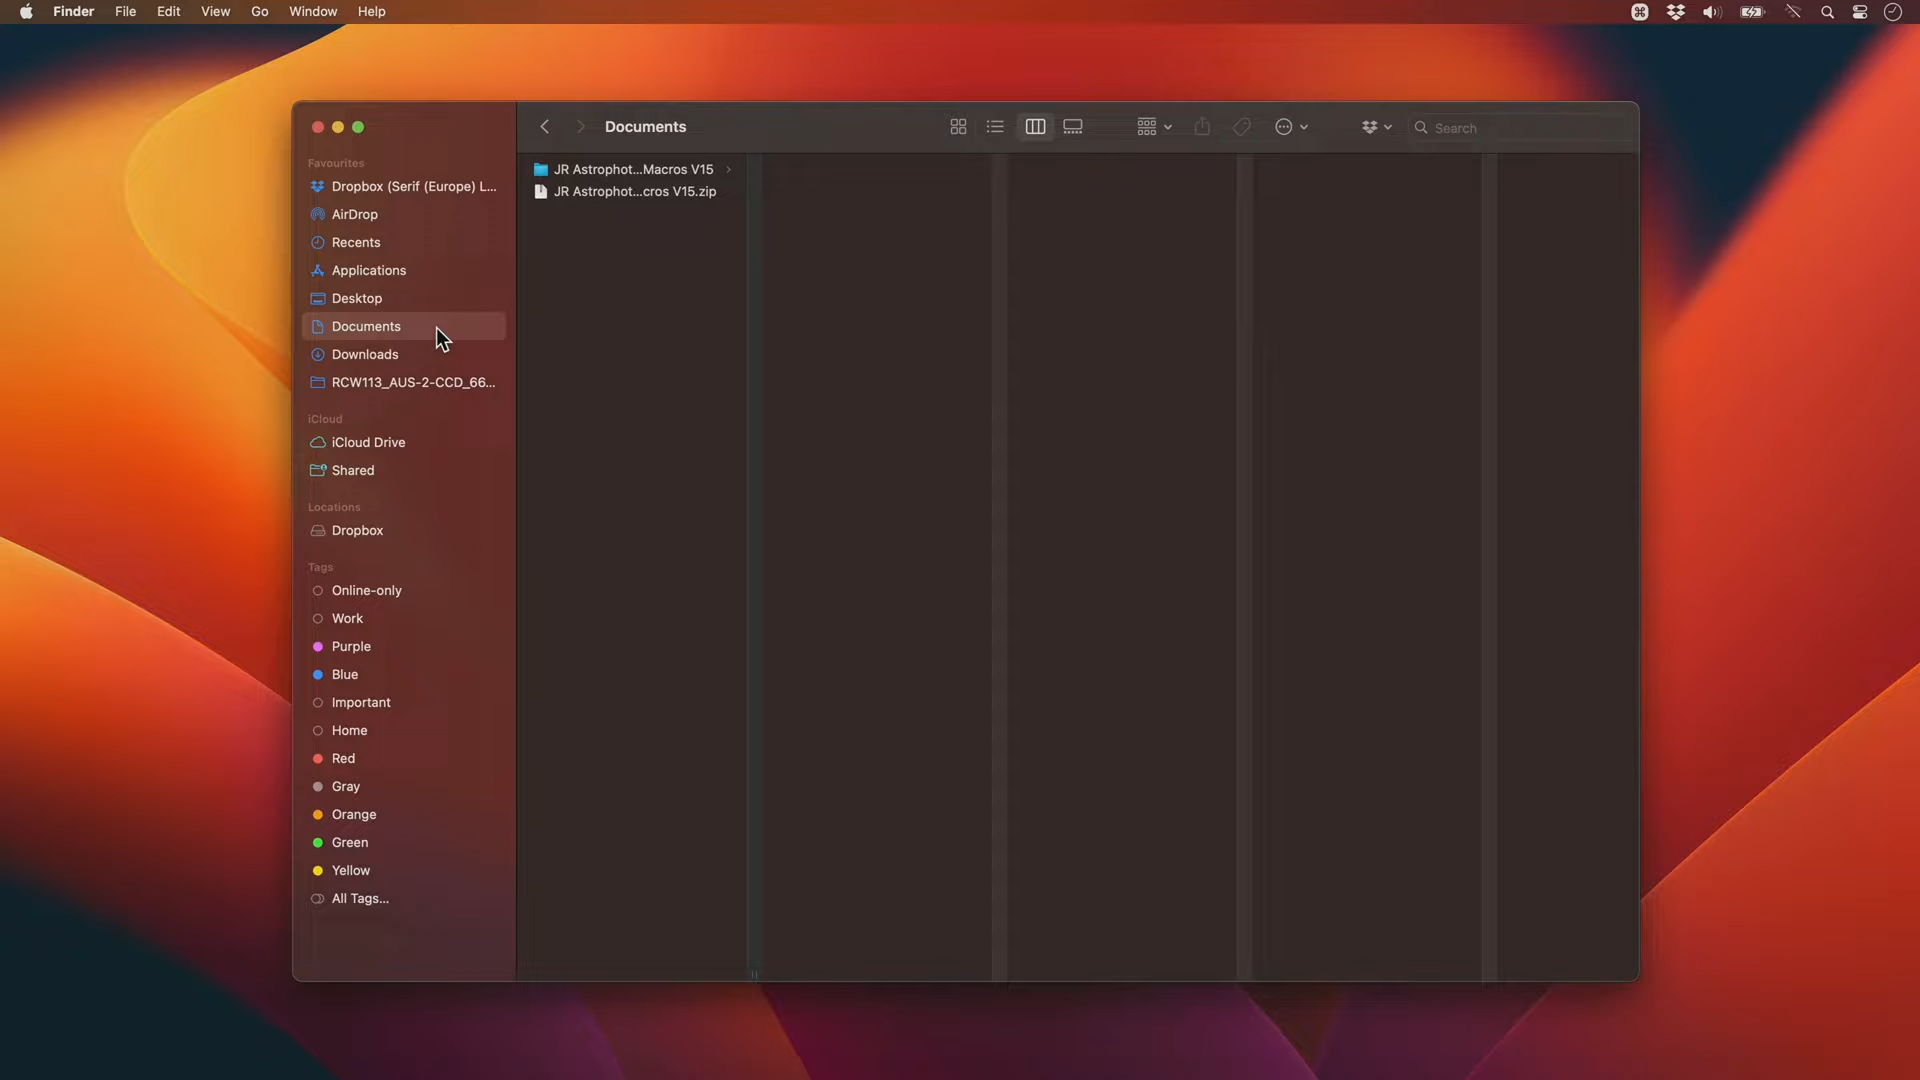 Finder File Edit View Go Window Help
Documents
Search
Favourites
Dropbox (Serif (Europe) L...
AirDrop
Recents
Applications
Desktop
Documents
Downloads
RCW113_AUS-2-CCD_66...
iCloud
iCloud Drive
Shared
Locations
Dropbox
Tags
Online-only
Work
Purple
Blue
Important
Home
Red
Gray
Orange
Green
Yellow
All Tags...
JR Astrophot...Macros V15
JR Astrophot...cros V15.zip